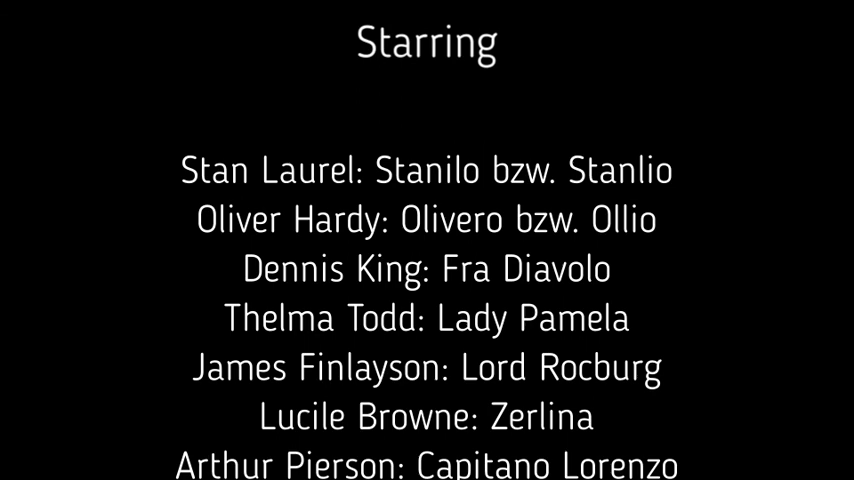 Starring
Stan Laurel: Stanilo bzw. Stanlio
Oliver Hardy: Olivero bzw. Ollio
Dennis King: Fra Diavolo
Thelma Todd: Lady Pamela
James Finlayson: Lord Rocburg
Lucile Browne: Zerlina
Arthur Pierson: Capitano Lorenzo